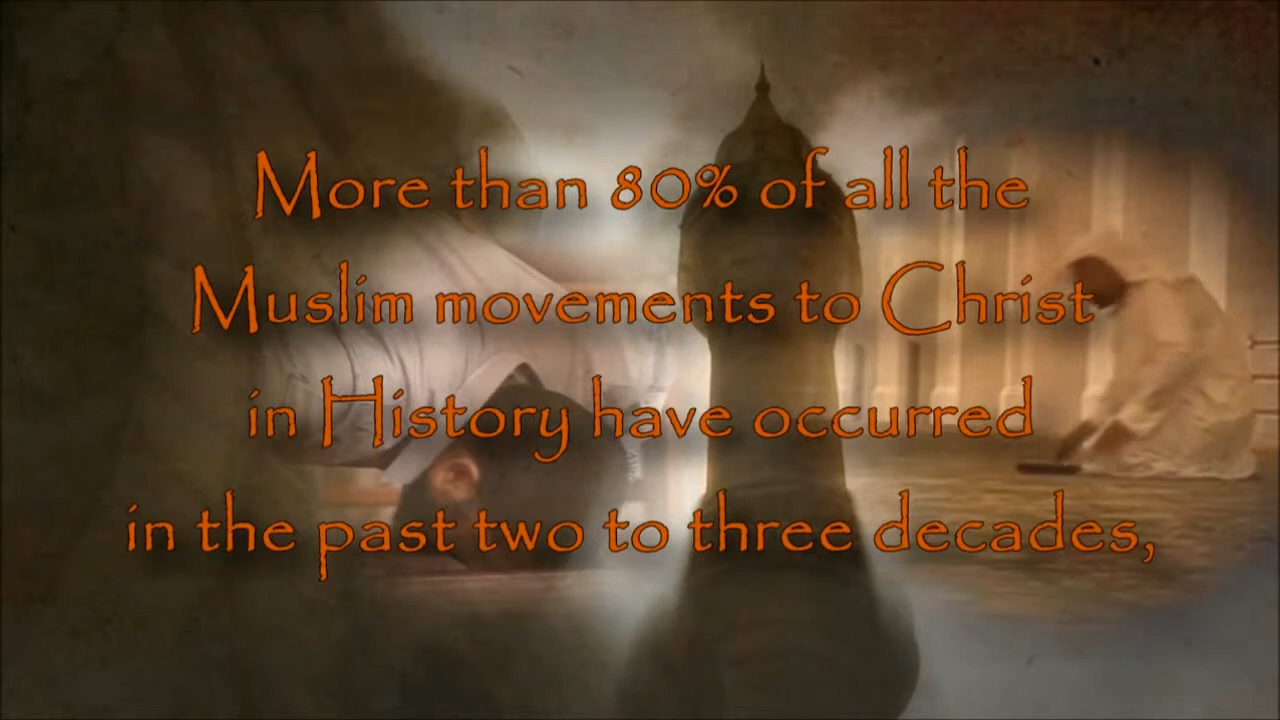 More than 80% of all the
Muslim movements to Christ
in History have occurred
in the past two to three decades,